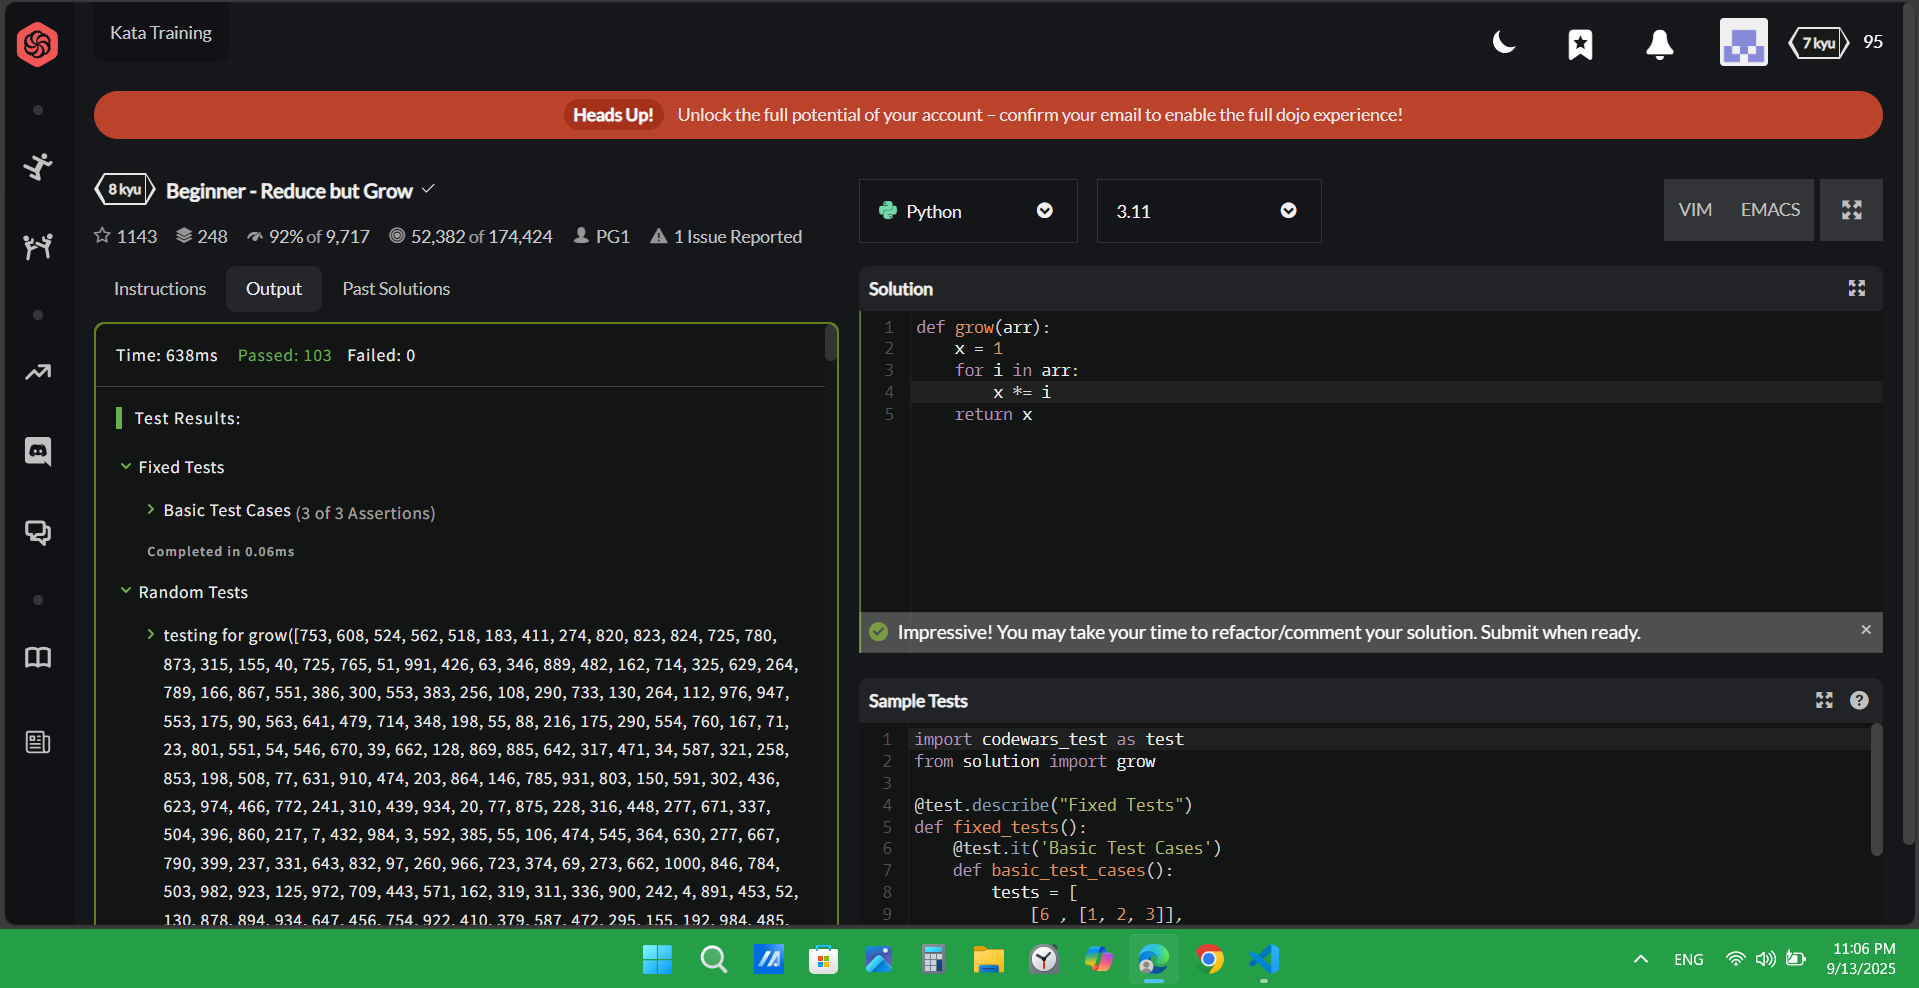 Kata Training
7 kyu 95
Heads Up! Unlock the full potential of your account – confirm your email to enable the full dojo experience!
8 kyu Beginner - Reduce but Grow
1143 248 92% of 9,717 52,382 of 174,424 PG1 1 Issue Reported
Python
3.11
VIM EMACS
Instructions Output Past Solutions
Time: 638ms Passed: 103 Failed: 0
Test Results:
Fixed Tests
Basic Test Cases (3 of 3 Assertions)
Completed in 0.06ms
Random Tests
testing for grow([753, 608, 524, 562, 518, 183, 411, 274, 820, 823, 824, 725, 780,
873, 315, 155, 40, 725, 765, 51, 991, 426, 63, 346, 889, 482, 162, 714, 325, 629, 264,
789, 166, 867, 551, 386, 300, 553, 383, 256, 108, 290, 733, 130, 264, 112, 976, 947,
553, 175, 90, 563, 641, 479, 714, 348, 198, 55, 88, 216, 175, 290, 554, 760, 167, 71,
23, 801, 551, 54, 546, 670, 39, 662, 128, 869, 885, 642, 317, 471, 34, 587, 321, 258,
853, 198, 508, 77, 631, 910, 474, 203, 864, 146, 785, 931, 803, 150, 591, 302, 436,
623, 974, 466, 772, 241, 310, 439, 934, 20, 77, 875, 228, 316, 448, 277, 671, 337,
504, 396, 860, 217, 7, 432, 984, 3, 592, 385, 55, 106, 474, 545, 364, 630, 277, 667,
790, 399, 237, 331, 643, 832, 97, 260, 966, 723, 374, 69, 273, 662, 1000, 846, 784,
503, 982, 923, 125, 972, 709, 443, 571, 162, 319, 311, 336, 900, 242, 4, 891, 453, 52,
130, 878, 894, 934, 647, 456, 754, 922, 410, 379, 587, 472, 295, 155, 192, 984, 485,
Solution
1 def grow(arr):
2     x = 1
3     for i in arr:
4         x *= i
5     return x
Impressive! You may take your time to refactor/comment your solution. Submit when ready. ×
Sample Tests ?
1 import codewars_test as test
2 from solution import grow
3
4 @test.describe("Fixed Tests")
5 def fixed_tests():
6     @test.it('Basic Test Cases')
7     def basic_test_cases():
8         tests = [
9             [6 , [1, 2, 3]],
ENG
11:06 PM
9/13/2025